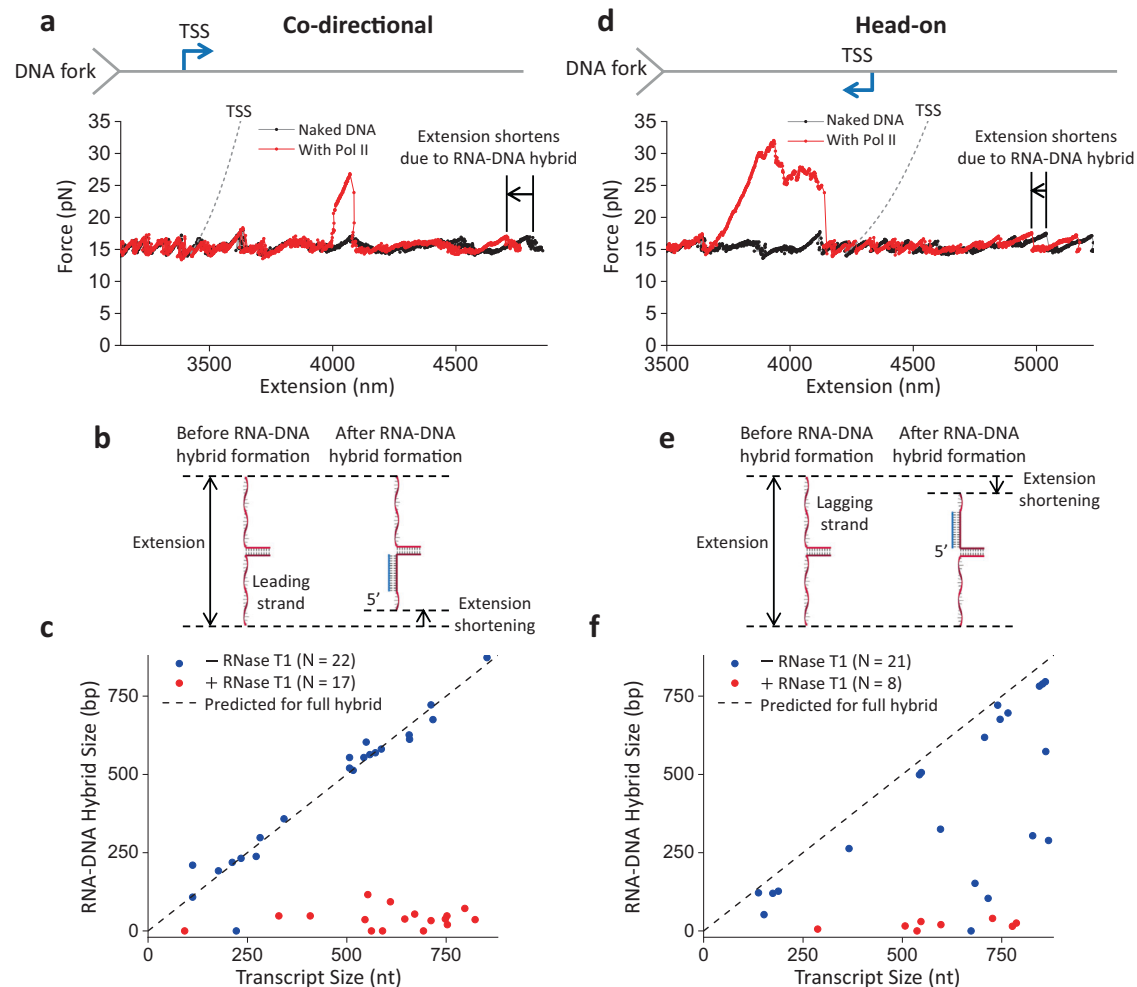 a
Co-directional
TSS
DNA fork
TSS
Naked DNA
With Pol II
Extension shortens
due to RNA-DNA hybrid
Force (pN)
35
30
25
20
15
10
5
0
3500
4000
4500
Extension (nm)
b
Before RNA-DNA
hybrid formation
After RNA-DNA
hybrid formation
Extension
Leading
strand
5’
Extension
shortening
c
− RNase T1 (N = 22)
+ RNase T1 (N = 17)
Predicted for full hybrid
RNA-DNA Hybrid Size (bp)
750
500
250
0
0
250
500
750
Transcript Size (nt)
d
Head-on
TSS
DNA fork
TSS
Naked DNA
With Pol II
Extension shortens
due to RNA-DNA hybrid
Force (pN)
35
30
25
20
15
10
5
0
3500
4000
4500
5000
Extension (nm)
e
Before RNA-DNA
hybrid formation
After RNA-DNA
hybrid formation
Extension
Lagging
strand
5’
Extension
shortening
f
− RNase T1 (N = 21)
+ RNase T1 (N = 8)
Predicted for full hybrid
RNA-DNA Hybrid Size (bp)
750
500
250
0
0
250
500
750
Transcript Size (nt)